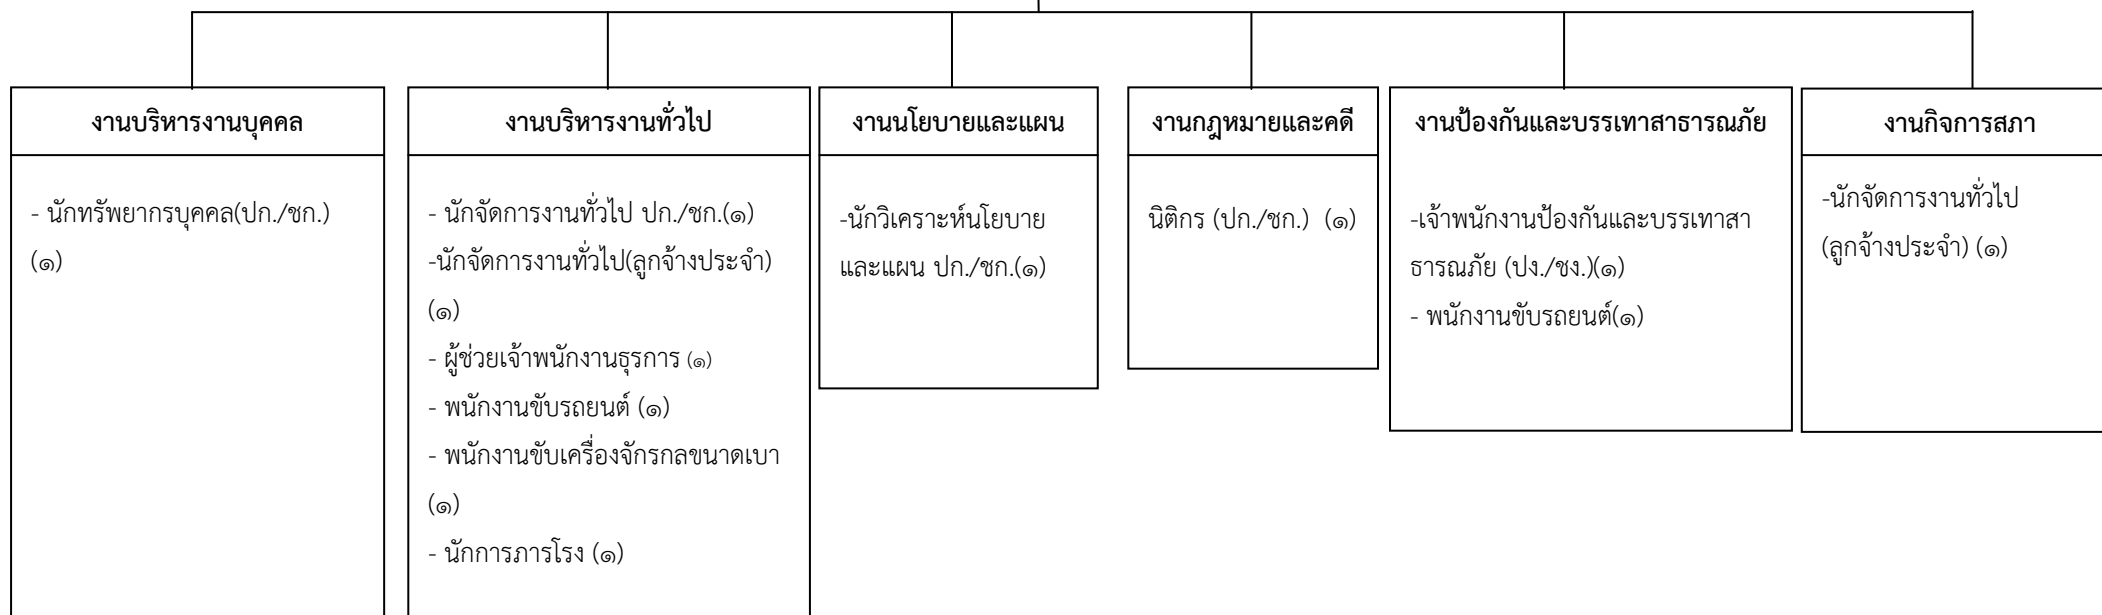 งานบริหารงานบุคคล
- นักทรัพยากรบุคคล(ปก./ชก.)
(๑)
งานบริหารงานทั่วไป
- นักจัดการงานทั่วไป ปก./ชก.(๑)
-นักจัดการงานทั่วไป(ลูกจ้างประจำ)
(๑)
- ผู้ช่วยเจ้าพนักงานธุรการ (๑)
- พนักงานขับรถยนต์ (๑)
- พนักงานขับเครื่องจักรกลขนาดเบา
(๑)
- นักการภารโรง (๑)
งานนโยบายและแผน
-นักวิเคราะห์นโยบาย
และแผน ปก./ชก.(๑)
งานกฎหมายและคดี
นิติกร (ปก./ชก.) (๑)
งานป้องกันและบรรเทาสาธารณภัย
-เจ้าพนักงานป้องกันและบรรเทาสา
ธารณภัย (ปง./ชง.)(๑)
- พนักงานขับรถยนต์(๑)
งานกิจการสภา
-นักจัดการงานทั่วไป
(ลูกจ้างประจำ) (๑)